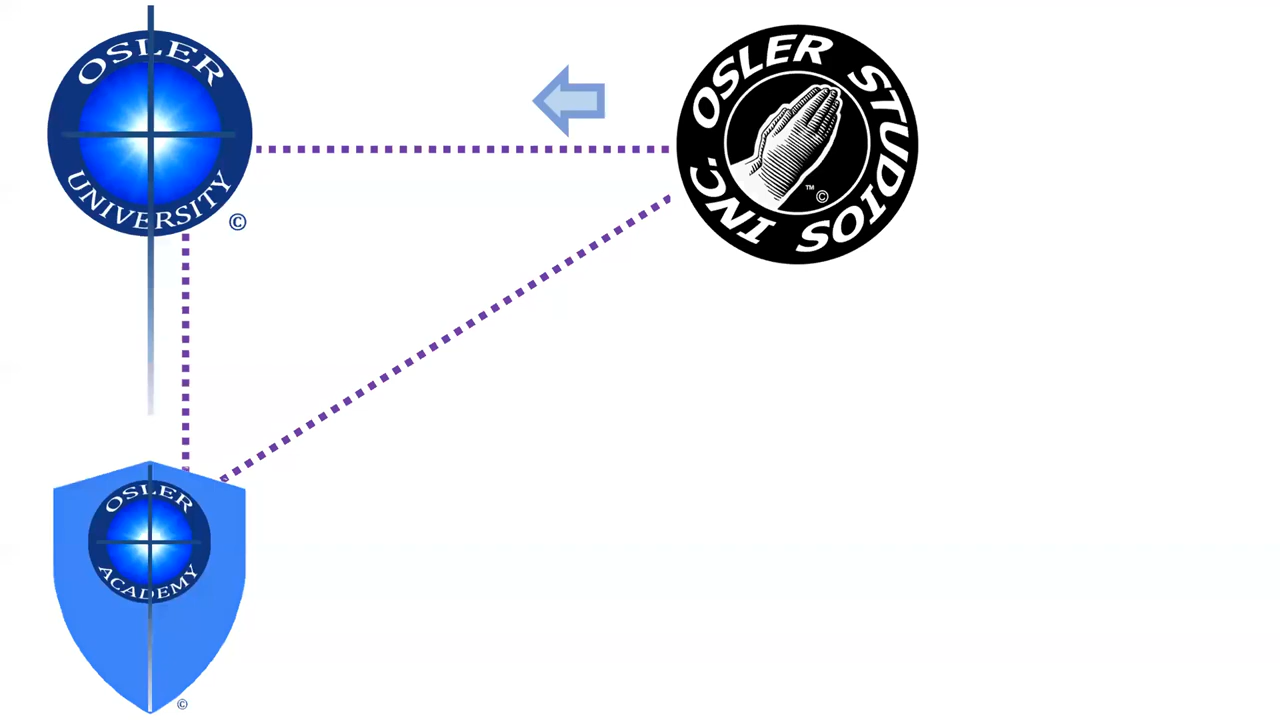 OSLER
UNIVERSITY
©
OSLER STUDIOS INC.
™
©
OSLER
ACADEMY
©